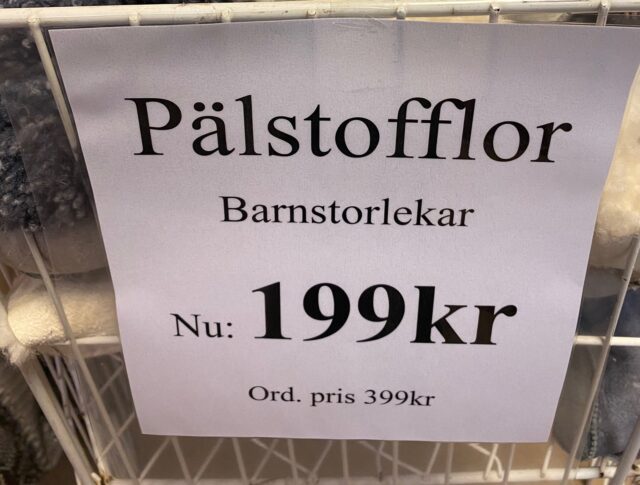 Pälstofflor
Barnstorlekar
Nu: 199kr
Ord. pris 399kr